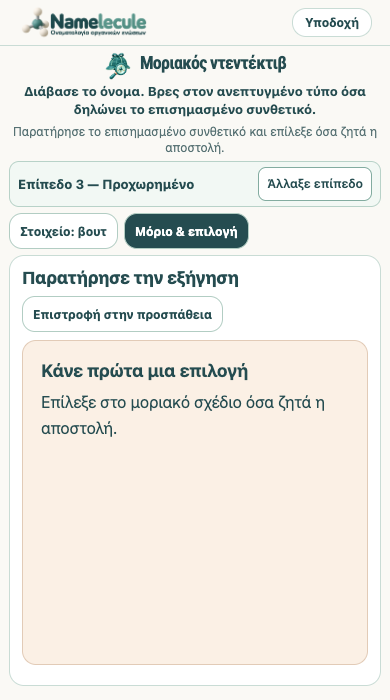 Namelecule
Ονοματολογία οργανικών ενώσεων
Υποδοχή
Μοριακός ντεντέκτιβ
Διάβασε το όνομα. Βρες στον ανεπτυγμένο τύπο όσα
δηλώνει το επισημασμένο συνθετικό.
Παρατήρησε το επισημασμένο συνθετικό και επίλεξε όσα ζητά η
αποστολή.
Επίπεδο 3 — Προχωρημένο
Άλλαξε επίπεδο
Στοιχείο: βουτ
Μόριο & επιλογή
Παρατήρησε την εξήγηση
Επιστροφή στην προσπάθεια
Κάνε πρώτα μια επιλογή
Επίλεξε στο μοριακό σχέδιο όσα ζητά η
αποστολή.